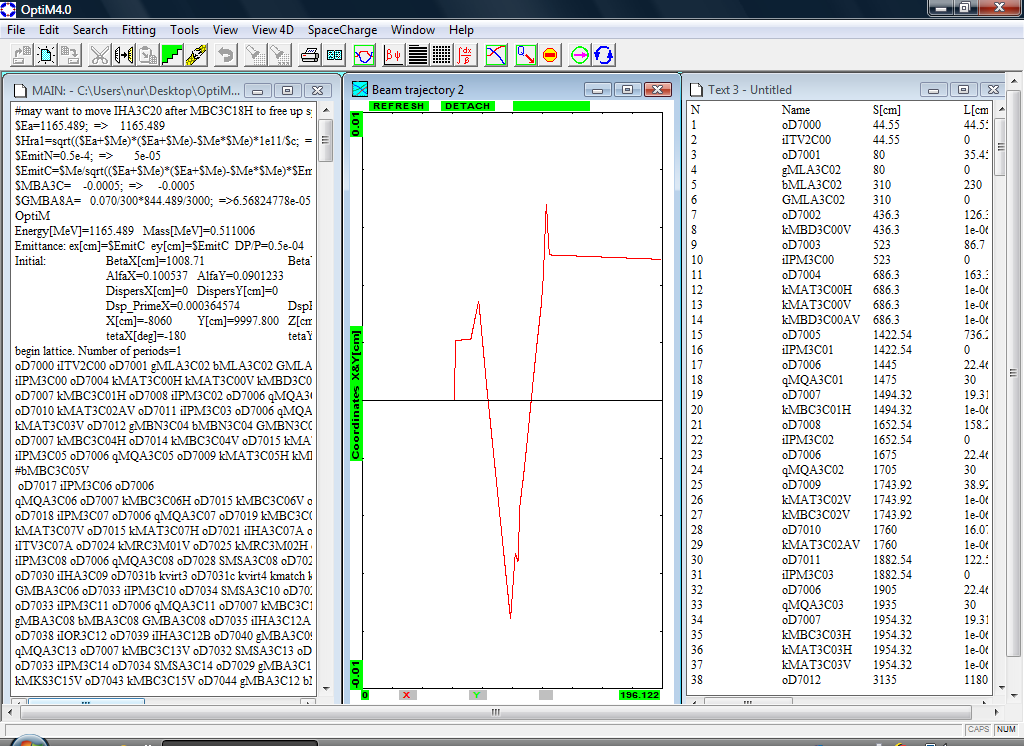 OptiM4.0
File Edit Search Fitting Tools View View 4D SpaceCharge Window Help
MAIN: - C:\Users\nur\Desktop\OptiM...
#may want to move IHA3C20 after MBC3C18H to free up
$Ea=1165.489; => 1165.489
$Hra1=sqrt(($Ea+$Me)*($Ea+$Me)-$Me*$Me)*1e11/$c; =
$EmitN=0.5e-4; => 5e-05
$EmitC=$Me/sqrt(($Ea+$Me)*($Ea+$Me)-$Me*$Me)*$Em
$MBA3C= -0.0005; => -0.0005
$GMBA8A= 0.070/300*844.489/3000; =>6.56824778e-05
OptiM
Energy[MeV]=1165.489 Mass[MeV]=0.511006
Emittance: ex[cm]=$EmitC ey[cm]=$EmitC DP/P=0.5e-04
Initial: BetaX[cm]=1008.71 Beta
AlfaX=0.100537 AlfaY=0.0901233
DispersX[cm]=0 DispersY[cm]=0
Dsp_PrimeX=0.000364574 Dspl
X[cm]=-8060 Y[cm]=9997.800 Z[cm
tetaX[deg]=-180 tetaY
begin lattice. Number of periods=1
oD7000 iITV2C00 oD7001 gMLA3C02 bMLA3C02 GMLA
iIPM3C00 oD7004 kMAT3C00H kMAT3C00V kMBD3C0
oD7007 kMBC3C01H oD7008 iIPM3C02 oD7006 qMQA3
oD7010 kMAT3C02AV oD7011 iIPM3C03 oD7006 qMQA
kMAT3C03V oD7012 gMBN3C04 bMBN3C04 GMBN3C0
oD7007 kMBC3C04H oD7014 kMBC3C04V oD7015 kMA
iIPM3C05 oD7006 qMQA3C05 oD7009 kMAT3C05H kM
#bMBC3C05V
oD7017 iIPM3C06 oD7006
qMQA3C06 oD7007 kMBC3C06H oD7015 kMBC3C06V o
oD7018 iIPM3C07 oD7006 qMQA3C07 oD7019 kMBC3C
kMAT3C07V oD7015 kMAT3C07H oD7021 iIHA3C07A o
iITV3C07A oD7024 kMRC3M01V oD7025 kMRC3M02H
iIPM3C08 oD7006 qMQA3C08 oD7028 SMSA3C08 oD702
oD7030 iIHA3C09 oD7031b kvirt3 oD7031c kvirt4 kmatch k
GMBA3C06 oD7033 iIPM3C10 oD7034 SMSA3C10 oD702
oD7033 iIPM3C11 oD7006 qMQA3C11 oD7007 kMBC3C1
gMBA3C08 bMBA3C08 GMBA3C08 oD7035 iIHA3C12A
oD7038 iIOR3C12 oD7039 iIHA3C12B oD7040 gMBA3C09
qMQA3C13 oD7007 kMBC3C13V oD7032 SMSA3C13 oD7
oD7033 iIPM3C14 oD7034 SMSA3C14 oD7029 gMBA3C1
kMKS3C15V oD7043 kMBC3C15V oD7044 gMBA3C12 b
Beam trajectory 2
REFRESH DETACH
0.01
Coordinates X&Y[cm]
-0.01
0 X Y 196.122
Text 3 - Untitled
N Name S[cm] L[cm
1 oD7000 44.55 44.5
2 iITV2C00 44.55 0
3 oD7001 80 35.4
4 gMLA3C02 80 0
5 bMLA3C02 310 230
6 GMLA3C02 310 0
7 oD7002 436.3 126.
8 kMBD3C00V 436.3 1e-0
9 oD7003 523 86.7
10 iIPM3C00 523 0
11 oD7004 686.3 163.
12 kMAT3C00H 686.3 1e-0
13 kMAT3C00V 686.3 1e-0
14 kMBD3C00AV 686.3 1e-0
15 oD7005 1422.54 736.2
16 iIPM3C01 1422.54 0
17 oD7006 1445 22.46
18 qMQA3C01 1475 30
19 oD7007 1494.32 19.31
20 kMBC3C01H 1494.32 1e-0
21 oD7008 1652.54 158.2
22 iIPM3C02 1652.54 0
23 oD7006 1675 22.46
24 qMQA3C02 1705 30
25 oD7009 1743.92 38.92
26 kMAT3C02V 1743.92 1e-0
27 kMBC3C02V 1743.92 1e-0
28 oD7010 1760 16.07
29 kMAT3C02AV 1760 1e-0
30 oD7011 1882.54 122.
31 iIPM3C03 1882.54 0
32 oD7006 1905 22.46
33 qMQA3C03 1935 30
34 oD7007 1954.32 19.31
35 kMBC3C03H 1954.32 1e-0
36 kMAT3C03H 1954.32 1e-0
37 kMAT3C03V 1954.32 1e-0
38 oD7012 3135 1180
CAPS NUM